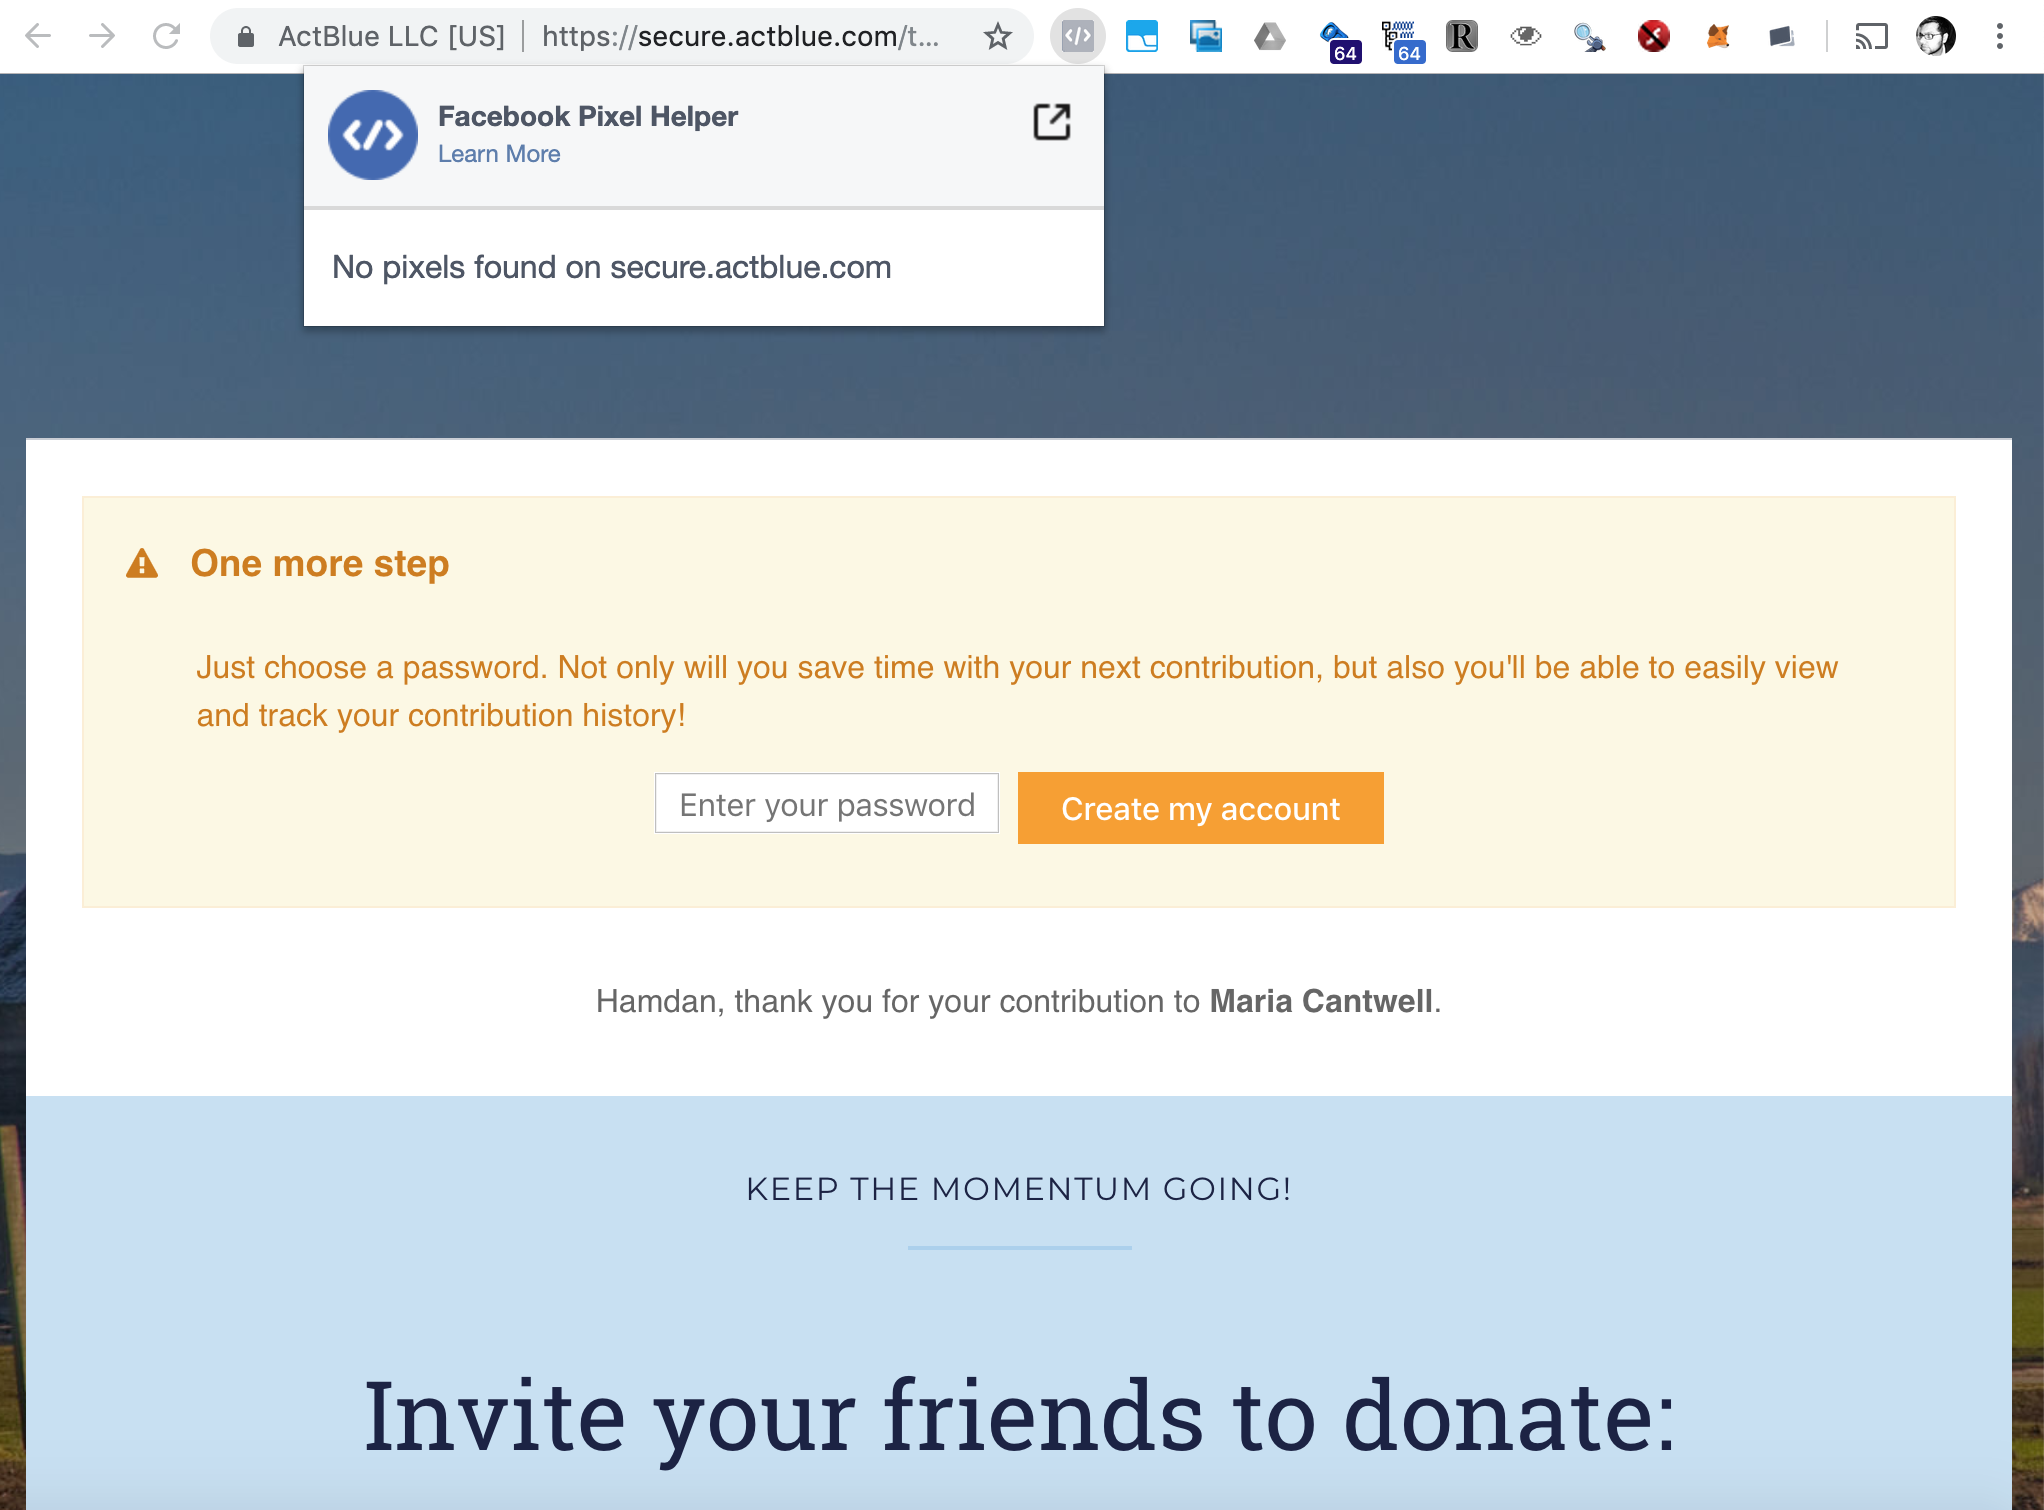 ActBlue LLC [US] | https://secure.actblue.com/t...
64
64
R
Facebook Pixel Helper
Learn More
No pixels found on secure.actblue.com
One more step
Just choose a password. Not only will you save time with your next contribution, but also you'll be able to easily view
and track your contribution history!
Enter your password
Create my account
Hamdan, thank you for your contribution to Maria Cantwell.
KEEP THE MOMENTUM GOING!
Invite your friends to donate: